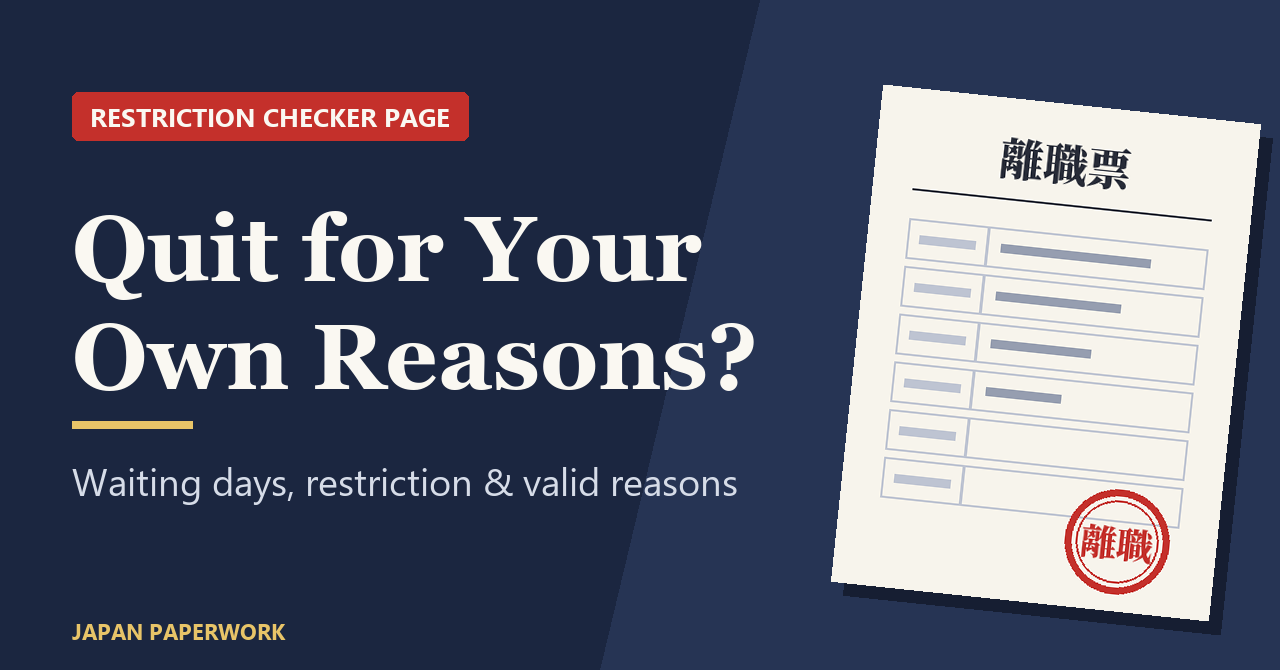 RESTRICTION CHECKER PAGE
Quit for Your
Own Reasons?
Waiting days, restriction & valid reasons
JAPAN PAPERWORK
離職票
離職